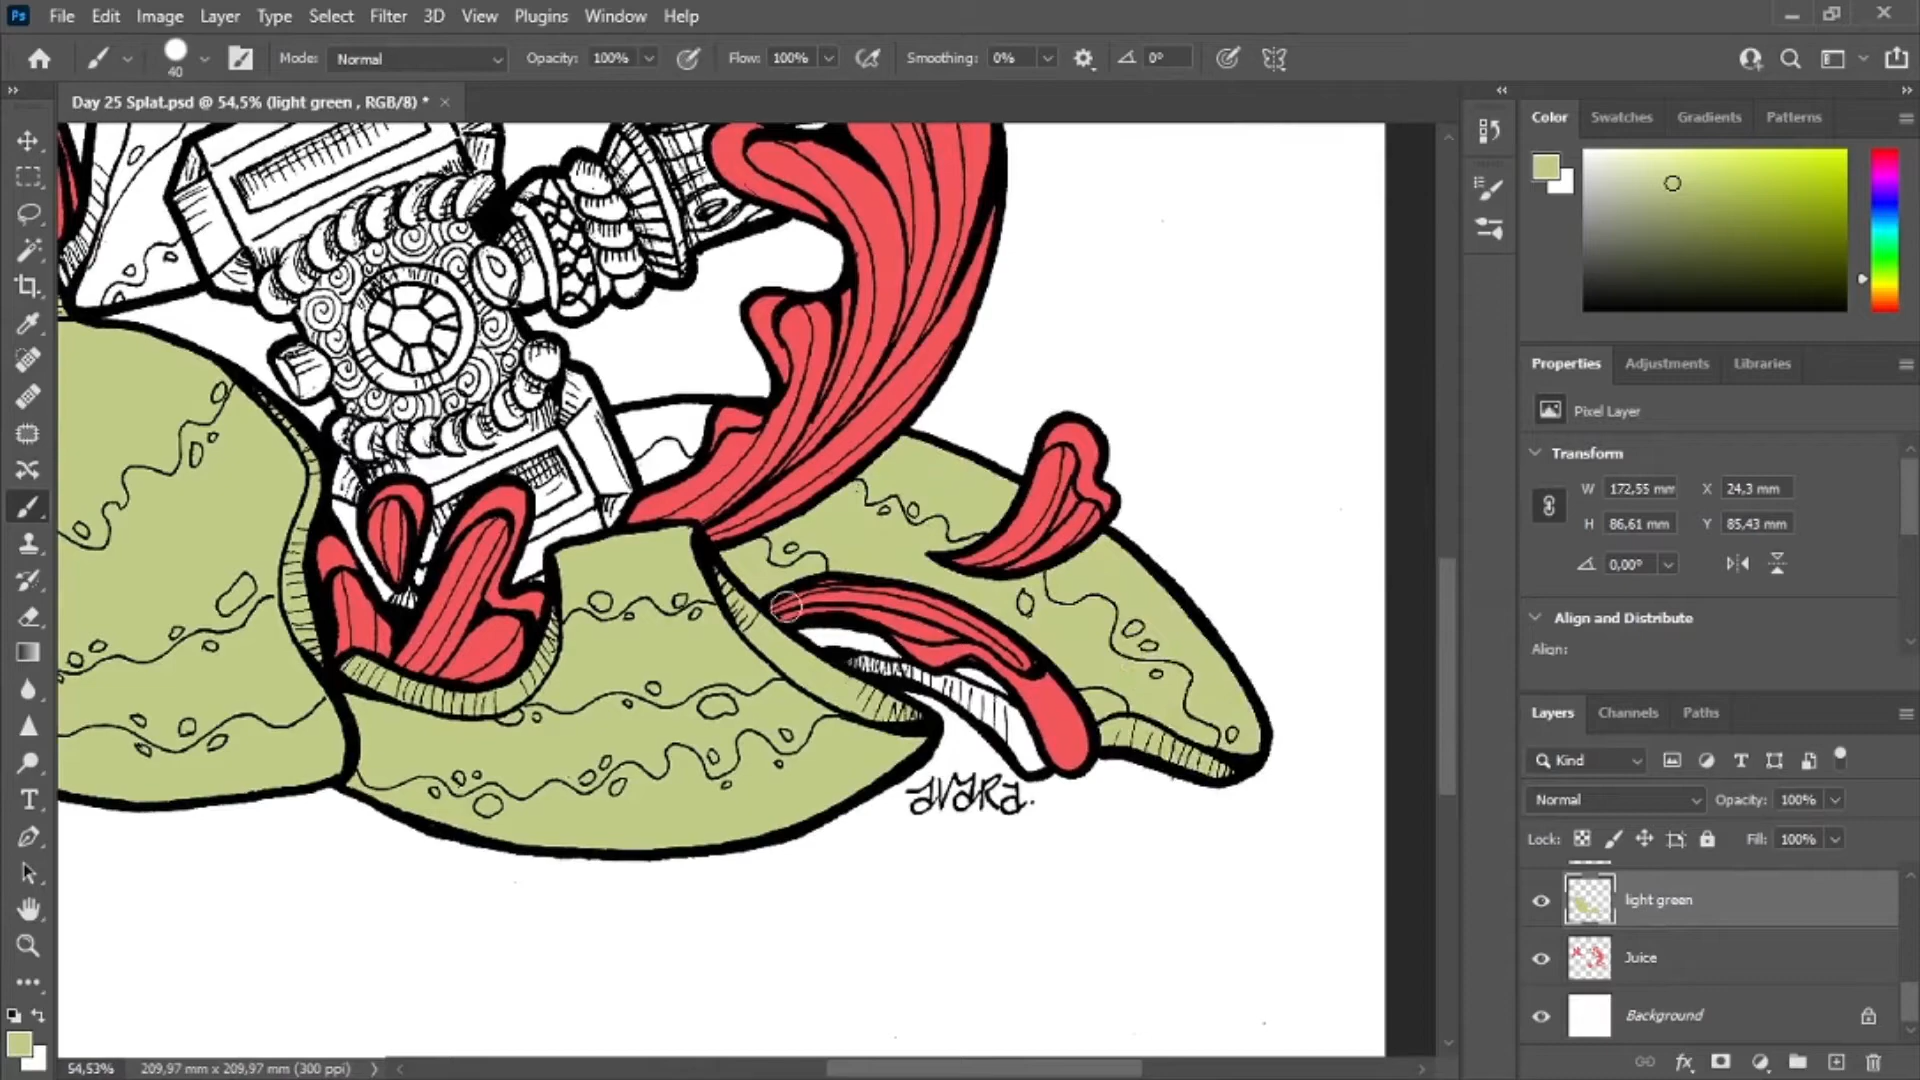 Ps File Edit Image Layer Type Select Filter 3D View Plugins Window Help
40 Mode: Normal Opacity: 100% Flow: 100% Smoothing: 0% 0°
Day 25 Splat.psd @ 54,5% (light green , RGB/8) *
Color Swatches Gradients Patterns
Properties Adjustments Libraries
Pixel Layer
Transform
W 172,55 mm X 24,3 mm
H 86,61 mm Y 85,43 mm
0,00°
Align and Distribute
Align:
Layers Channels Paths
Kind
Normal Opacity: 100%
Lock: Fill: 100%
light green
Juice
Background
avara.
54,53% 209,97 mm x 209,97 mm (300 ppi)